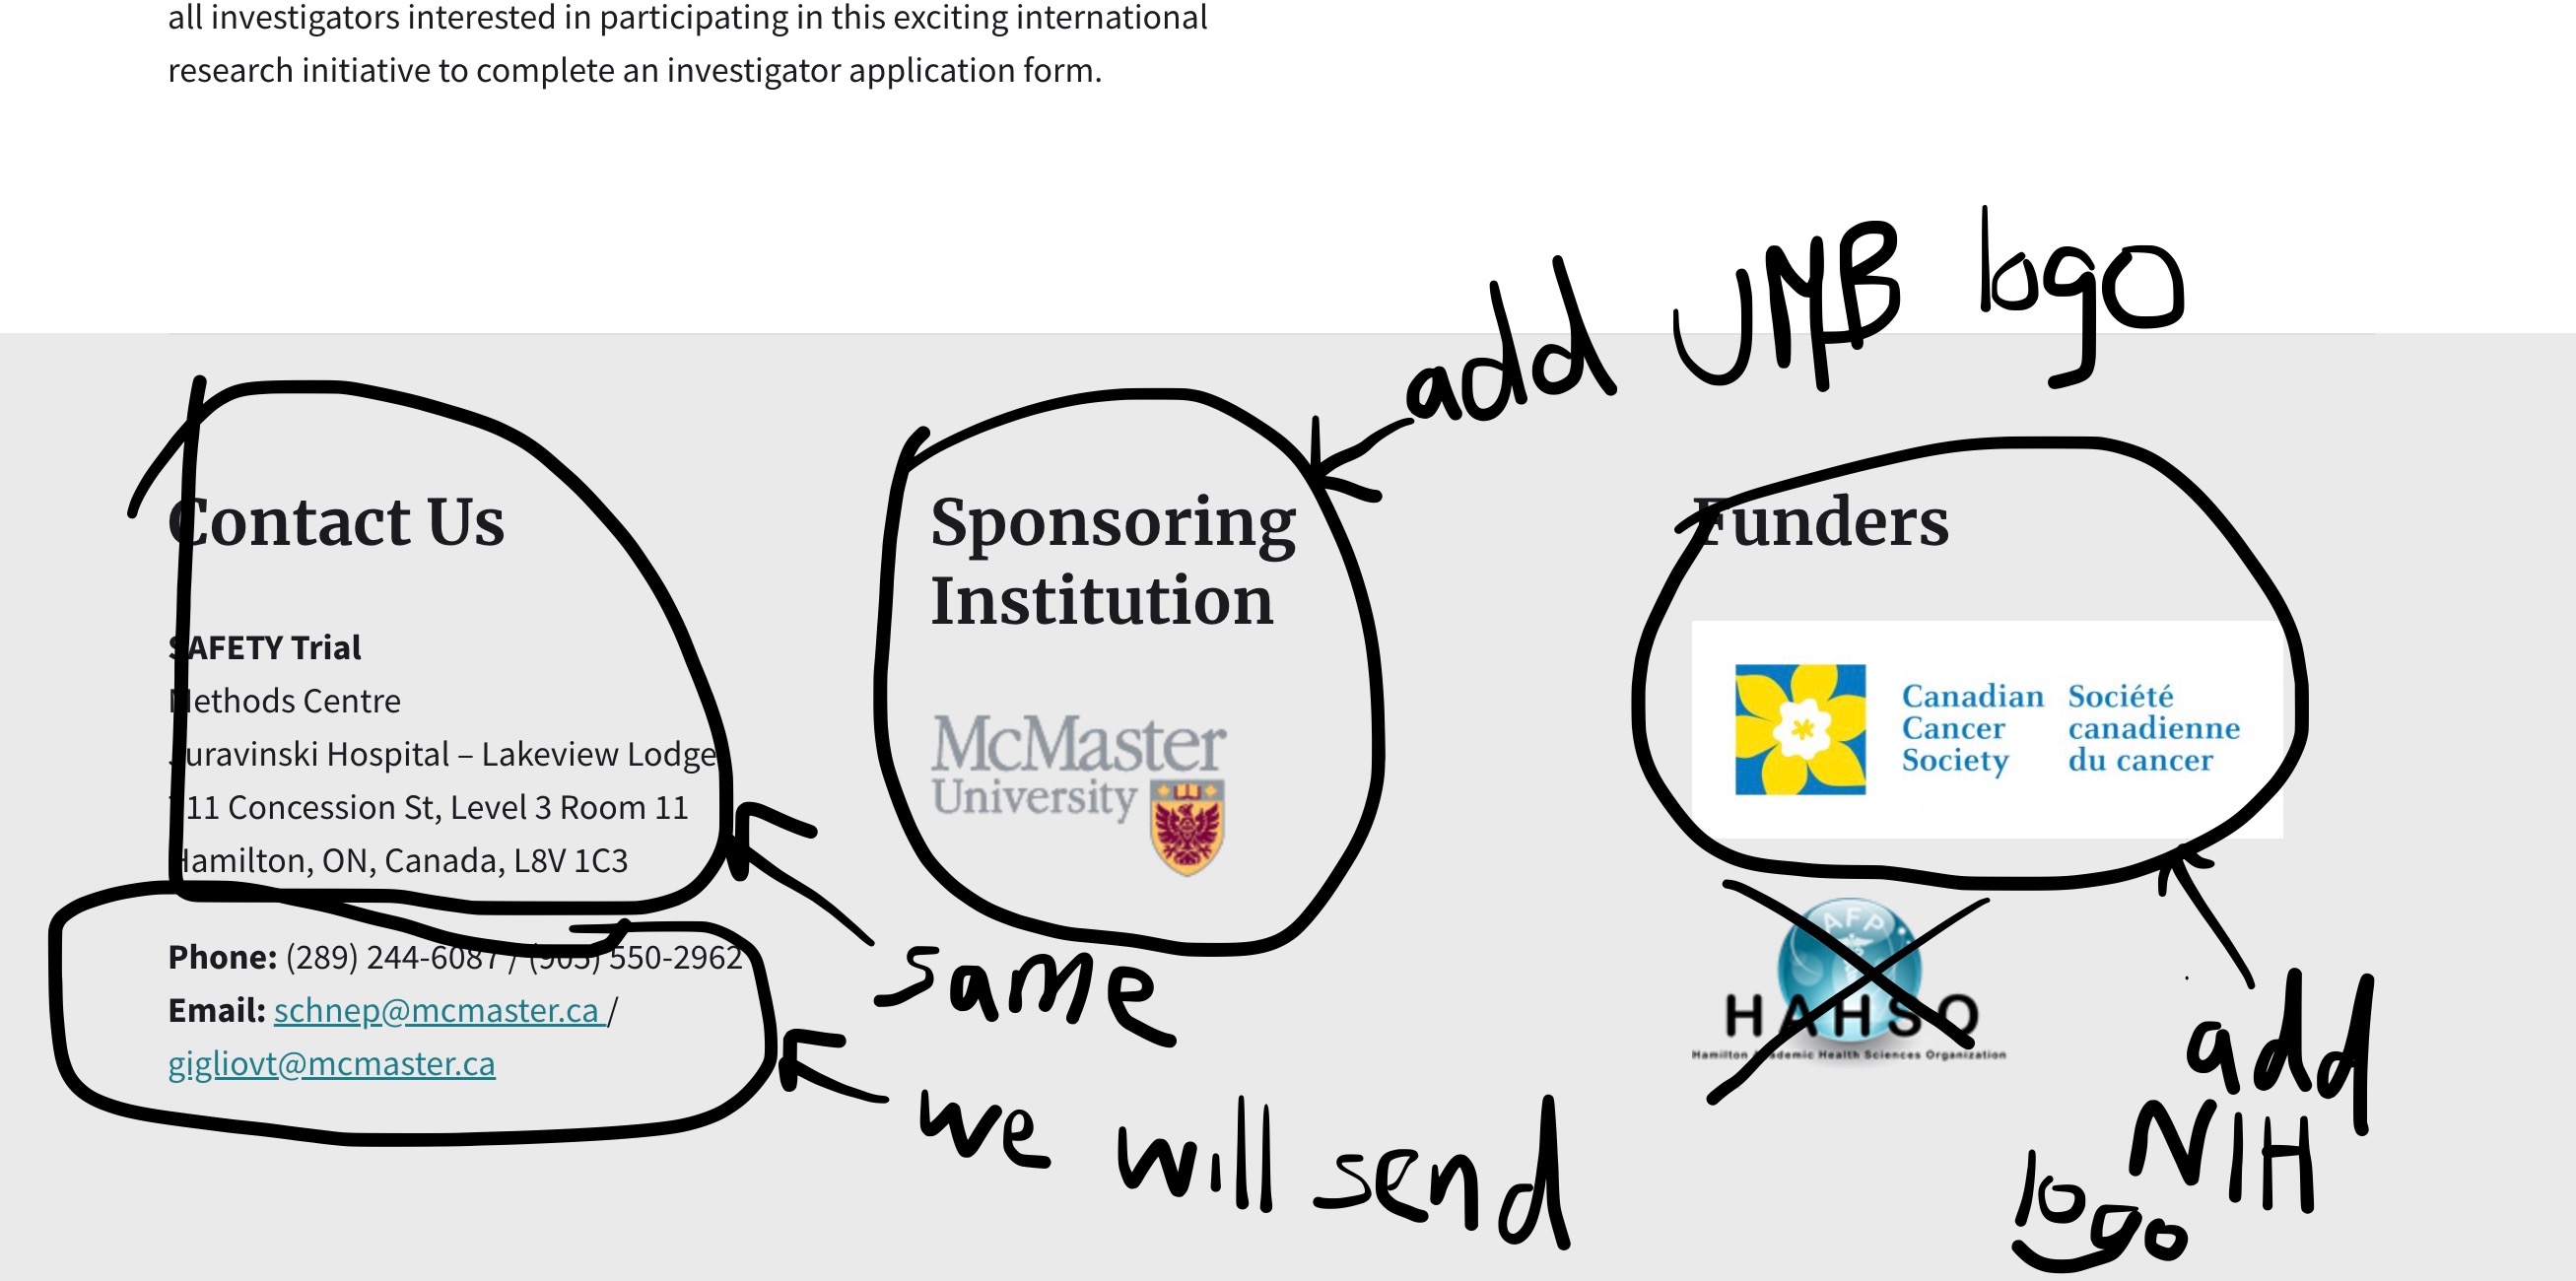 all investigators interested in participating in this exciting international
research initiative to complete an investigator application form.
add UMB logo
Contact Us
SAFETY Trial
Methods Centre
Juravinski Hospital – Lakeview Lodge
711 Concession St, Level 3 Room 11
Hamilton, ON, Canada, L8V 1C3
Phone: (289) 244-6087 / (905) 550-2962
Email: schnep@mcmaster.ca /
gigliovt@mcmaster.ca
same
we will send
Sponsoring
Institution
McMaster
University
Funders
Canadian
Cancer
Society
Société
canadienne
du cancer
AFP
HAHSO
Hamilton Academic Health Sciences Organization
add
NIH
logo